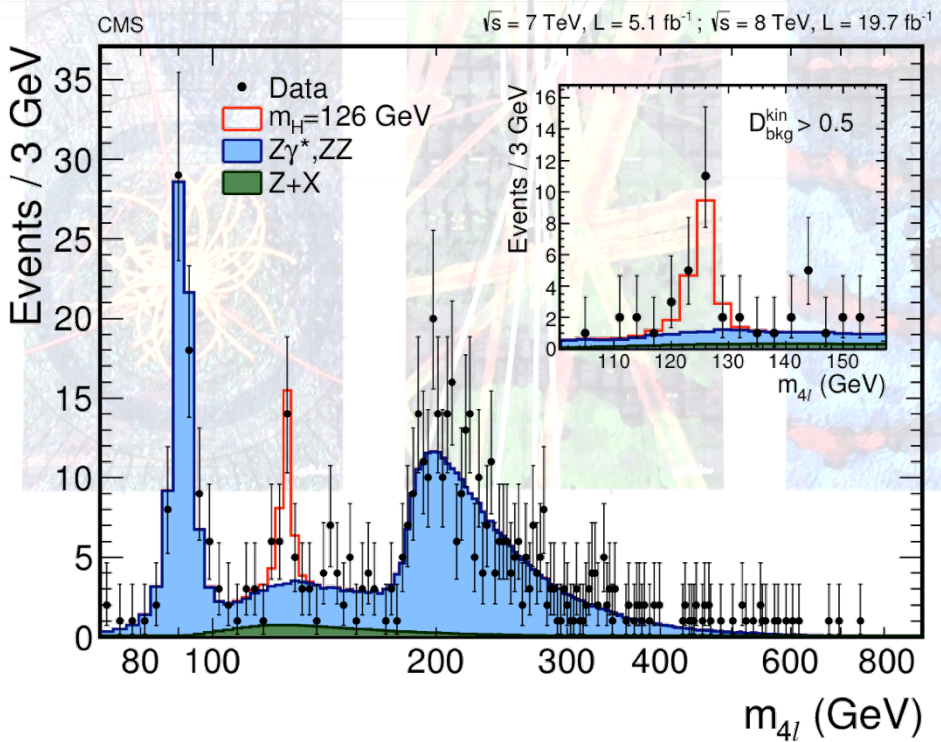 CMS
√s = 7 TeV, L = 5.1 fb⁻¹ ; √s = 8 TeV, L = 19.7 fb⁻¹
Events / 3 GeV
35
30
25
20
15
10
5
0
Data
m_H=126 GeV
Zγ*,ZZ
Z+X
Events / 3 GeV
16
14
12
10
8
6
4
2
0
D^kin_bkg > 0.5
110 120 130 140 150
m_4l (GeV)
80 100 200 300 400 600 800
m_4l (GeV)